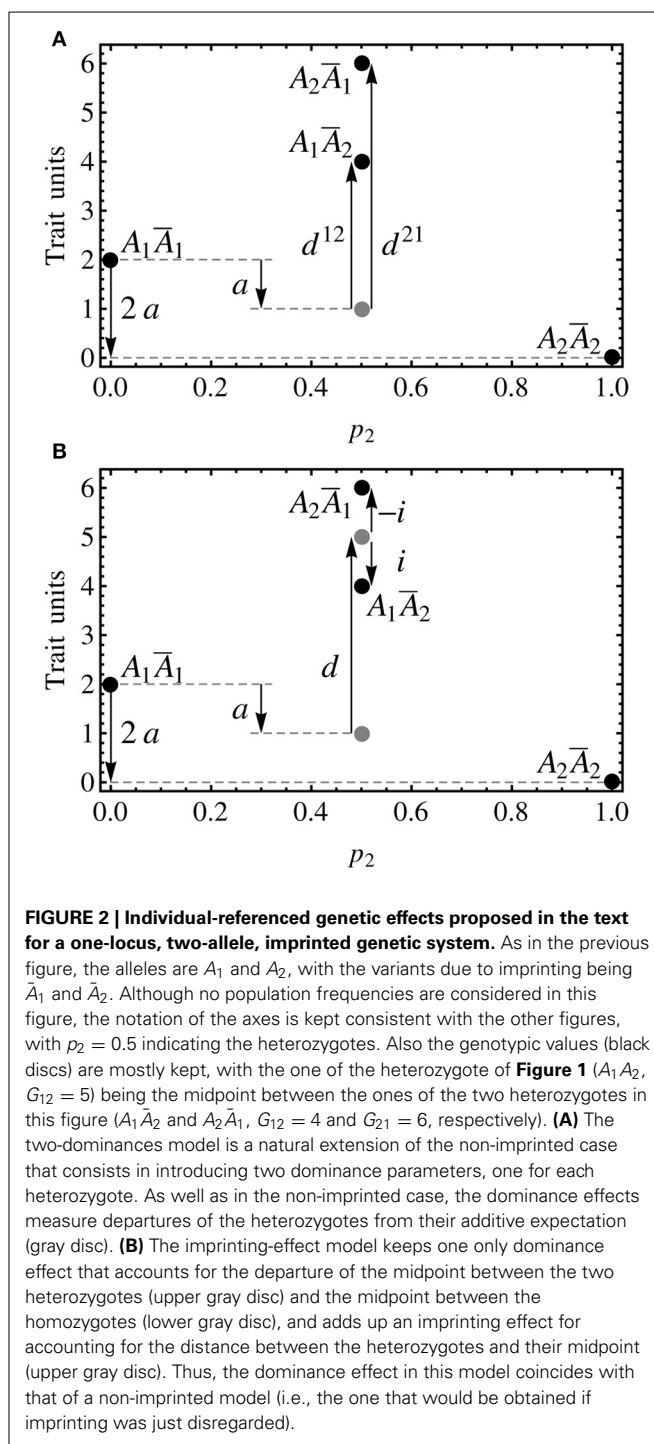 A
6
A₂Ā₁
5
A₁Ā₂
4
Trait units
3
d¹² d²¹
A₁Ā₁
2
a
2 a
1
A₂Ā₂
0
0.0 0.2 0.4 0.6 0.8 1.0
p₂
B
6
A₂Ā₁
−i
5
i
4
A₁Ā₂
Trait units
3
d
A₁Ā₁
2
a
2 a
1
A₂Ā₂
0
0.0 0.2 0.4 0.6 0.8 1.0
p₂
FIGURE 2 | Individual-referenced genetic effects proposed in the text
for a one-locus, two-allele, imprinted genetic system. As in the previous
figure, the alleles are A₁ and A₂, with the variants due to imprinting being
Ā₁ and Ā₂. Although no population frequencies are considered in this
figure, the notation of the axes is kept consistent with the other figures,
with p₂ = 0.5 indicating the heterozygotes. Also the genotypic values (black
discs) are mostly kept, with the one of the heterozygote of Figure 1 (A₁A₂,
G₁₂ = 5) being the midpoint between the ones of the two heterozygotes in
this figure (A₁Ā₂ and A₂Ā₁, G₁₂ = 4 and G₂₁ = 6, respectively). (A) The
two-dominances model is a natural extension of the non-imprinted case
that consists in introducing two dominance parameters, one for each
heterozygote. As well as in the non-imprinted case, the dominance effects
measure departures of the heterozygotes from their additive expectation
(gray disc). (B) The imprinting-effect model keeps one only dominance
effect that accounts for the departure of the midpoint between the two
heterozygotes (upper gray disc) and the midpoint between the
homozygotes (lower gray disc), and adds up an imprinting effect for
accounting for the distance between the heterozygotes and their midpoint
(upper gray disc). Thus, the dominance effect in this model coincides with
that of a non-imprinted model (i.e., the one that would be obtained if
imprinting was just disregarded).